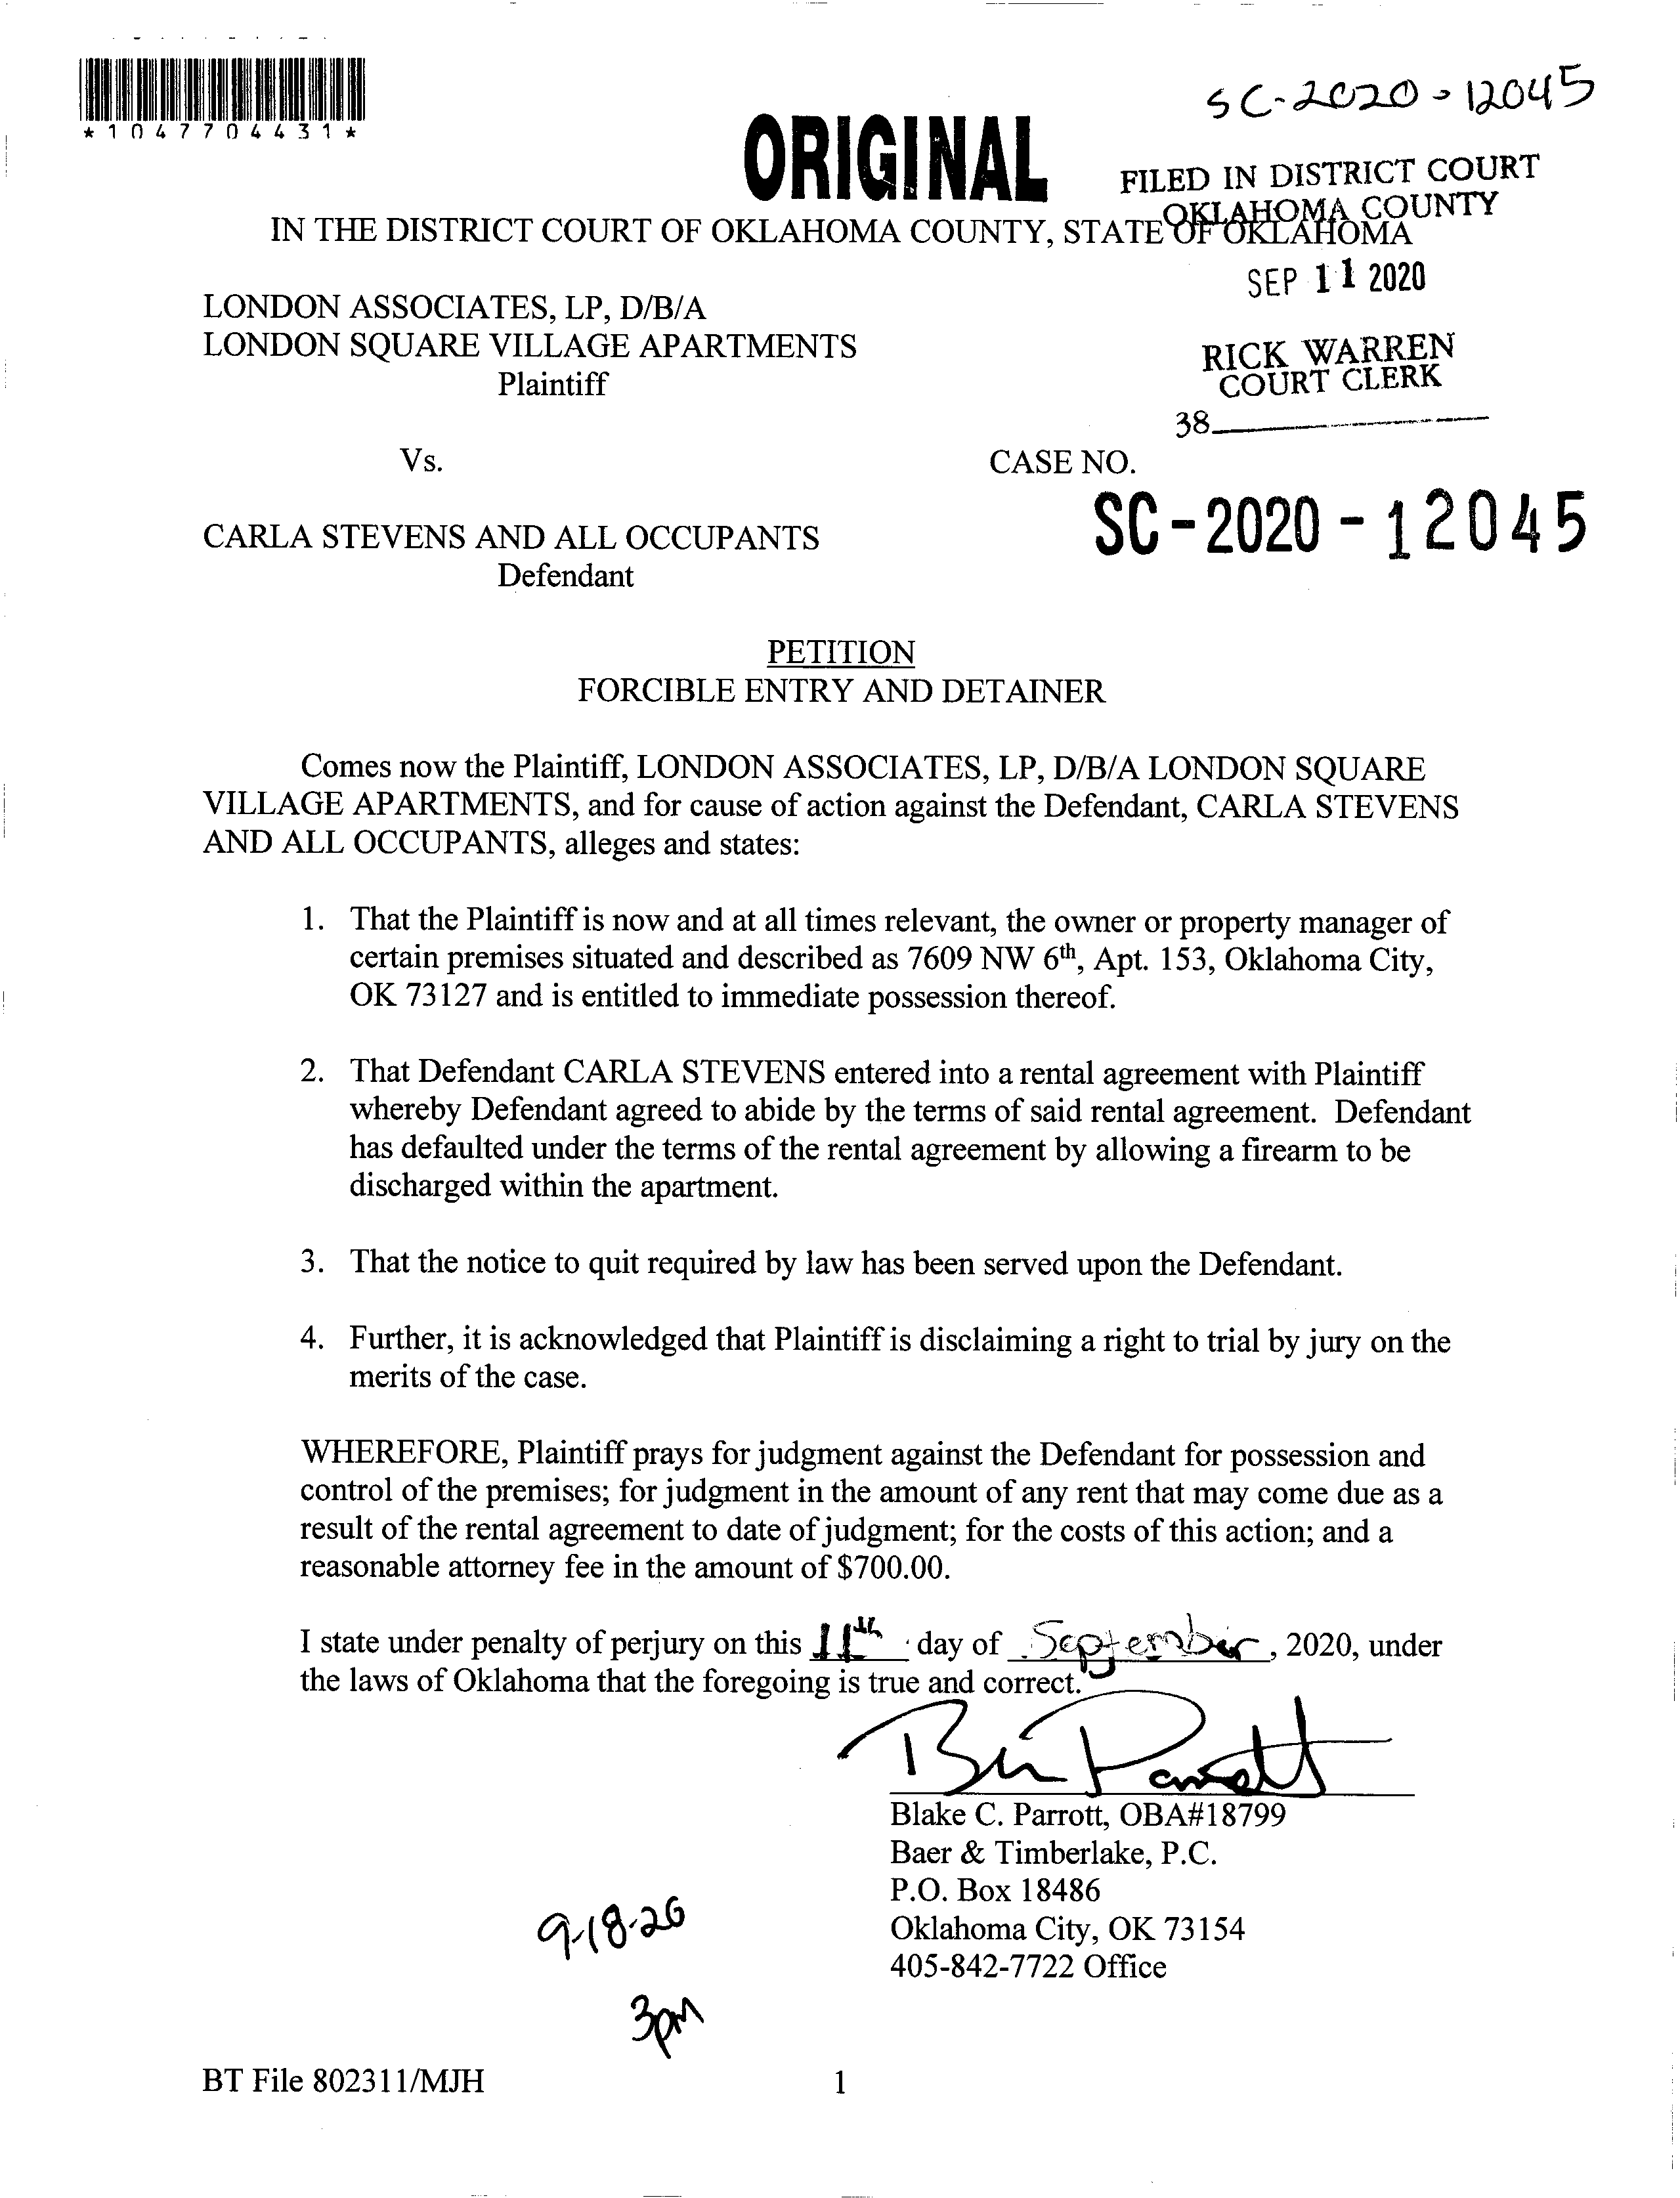 SC-2020-12045
*1047704431*
ORIGINAL
FILED IN DISTRICT COURT
OKLAHOMA COUNTY
IN THE DISTRICT COURT OF OKLAHOMA COUNTY, STATE OF OKLAHOMA
SEP 11 2020
LONDON ASSOCIATES, LP, D/B/A
LONDON SQUARE VILLAGE APARTMENTS
Plaintiff
RICK WARREN
COURT CLERK
38
Vs.
CASE NO.
SC-2020-12045
CARLA STEVENS AND ALL OCCUPANTS
Defendant
PETITION
FORCIBLE ENTRY AND DETAINER
Comes now the Plaintiff, LONDON ASSOCIATES, LP, D/B/A LONDON SQUARE
VILLAGE APARTMENTS, and for cause of action against the Defendant, CARLA STEVENS
AND ALL OCCUPANTS, alleges and states:
1. That the Plaintiff is now and at all times relevant, the owner or property manager of
certain premises situated and described as 7609 NW 6th, Apt. 153, Oklahoma City,
OK 73127 and is entitled to immediate possession thereof.
2. That Defendant CARLA STEVENS entered into a rental agreement with Plaintiff
whereby Defendant agreed to abide by the terms of said rental agreement. Defendant
has defaulted under the terms of the rental agreement by allowing a firearm to be
discharged within the apartment.
3. That the notice to quit required by law has been served upon the Defendant.
4. Further, it is acknowledged that Plaintiff is disclaiming a right to trial by jury on the
merits of the case.
WHEREFORE, Plaintiff prays for judgment against the Defendant for possession and
control of the premises; for judgment in the amount of any rent that may come due as a
result of the rental agreement to date of judgment; for the costs of this action; and a
reasonable attorney fee in the amount of $700.00.
I state under penalty of perjury on this 11th day of September, 2020, under
the laws of Oklahoma that the foregoing is true and correct.
Blake C. Parrott, OBA#18799
Baer & Timberlake, P.C.
P.O. Box 18486
Oklahoma City, OK 73154
405-842-7722 Office
9-18-20
3pm
BT File 802311/MJH
1